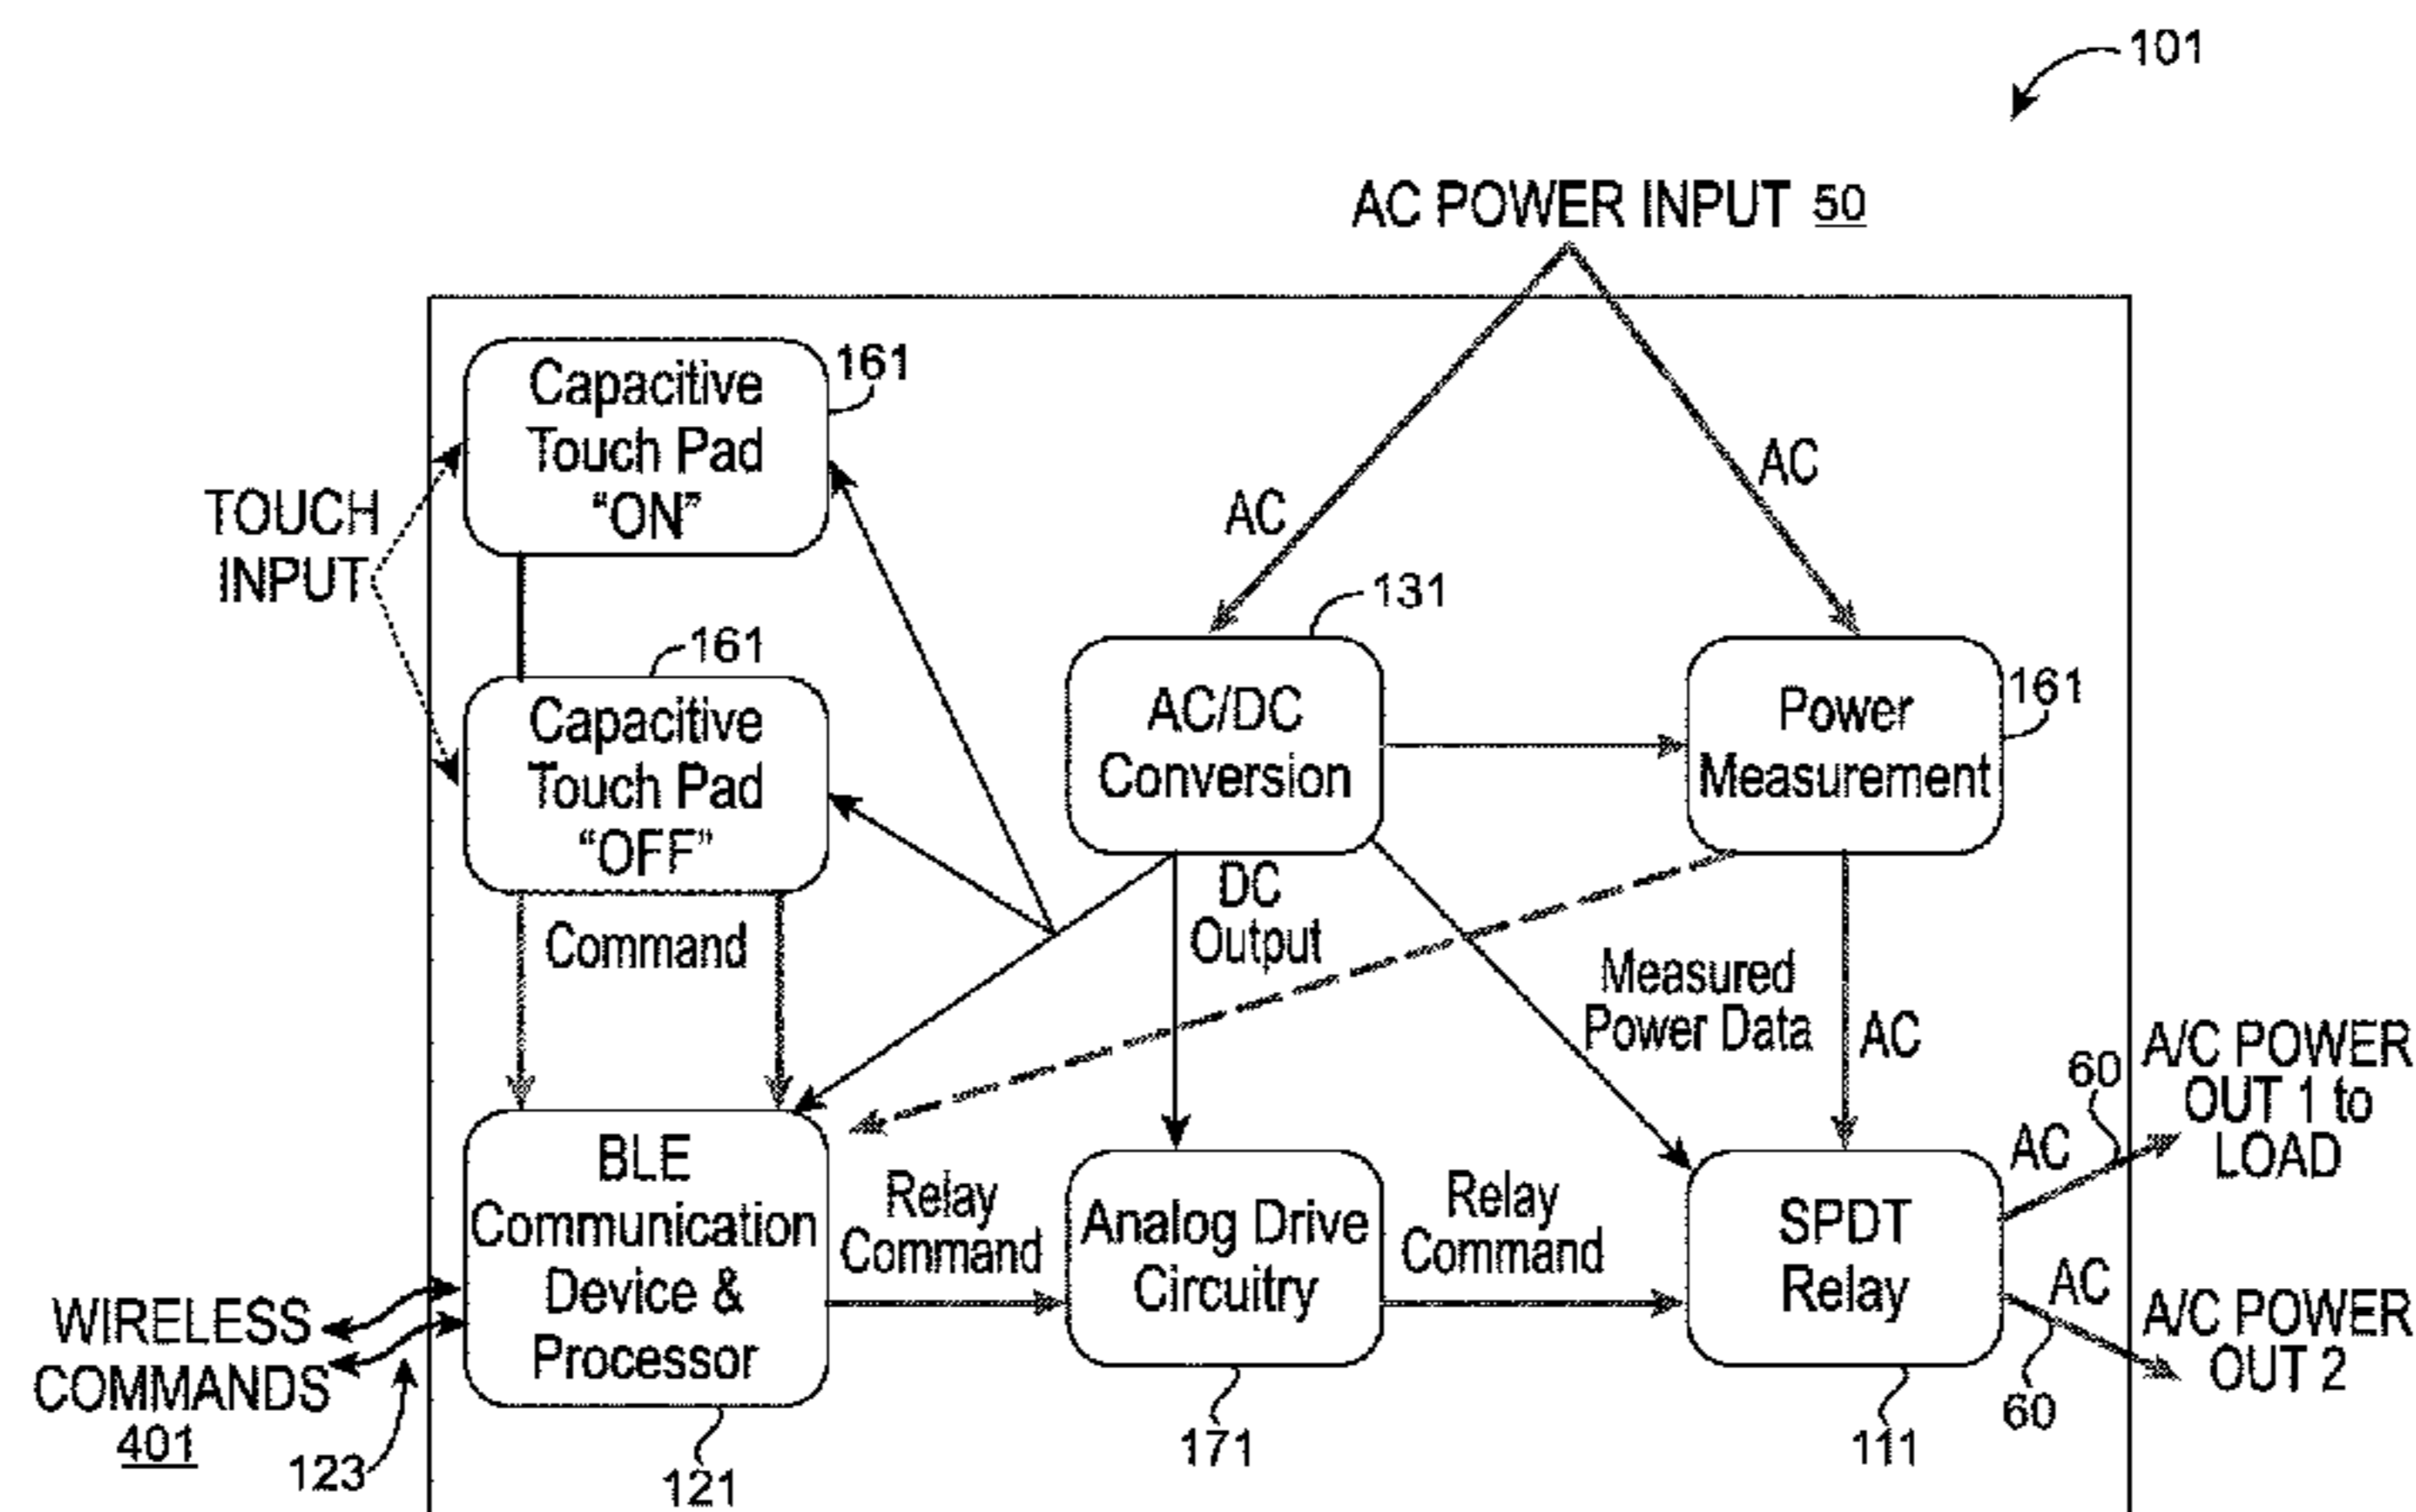 101
AC POWER INPUT 50
Capacitive
Touch Pad
“ON”
161
AC
AC
TOUCH
INPUT
131
161
Capacitive
Touch Pad
“OFF”
AC/DC
Conversion
Power
Measurement
161
DC
Output
Command
Measured
Power Data
AC
60
A/C POWER
OUT 1 to
LOAD
AC
BLE
Communication
Device &
Processor
Relay
Command
Analog Drive
Circuitry
Relay
Command
SPDT
Relay
AC
A/C POWER
OUT 2
60
WIRELESS
COMMANDS
401
123
121
171
111